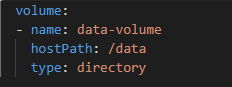 volume:
- name: data-volume
  hostPath: /data
  type: directory